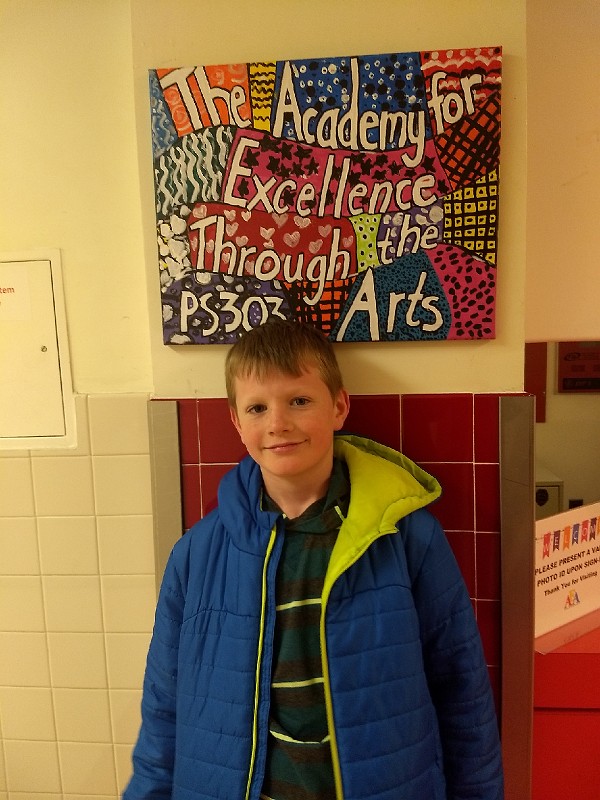 The Academy for
Excellence
Through the
PS303 Arts
WELCOME
PLEASE PRESENT A VA
PHOTO ID UPON SIGN-
Thank You for Visiting